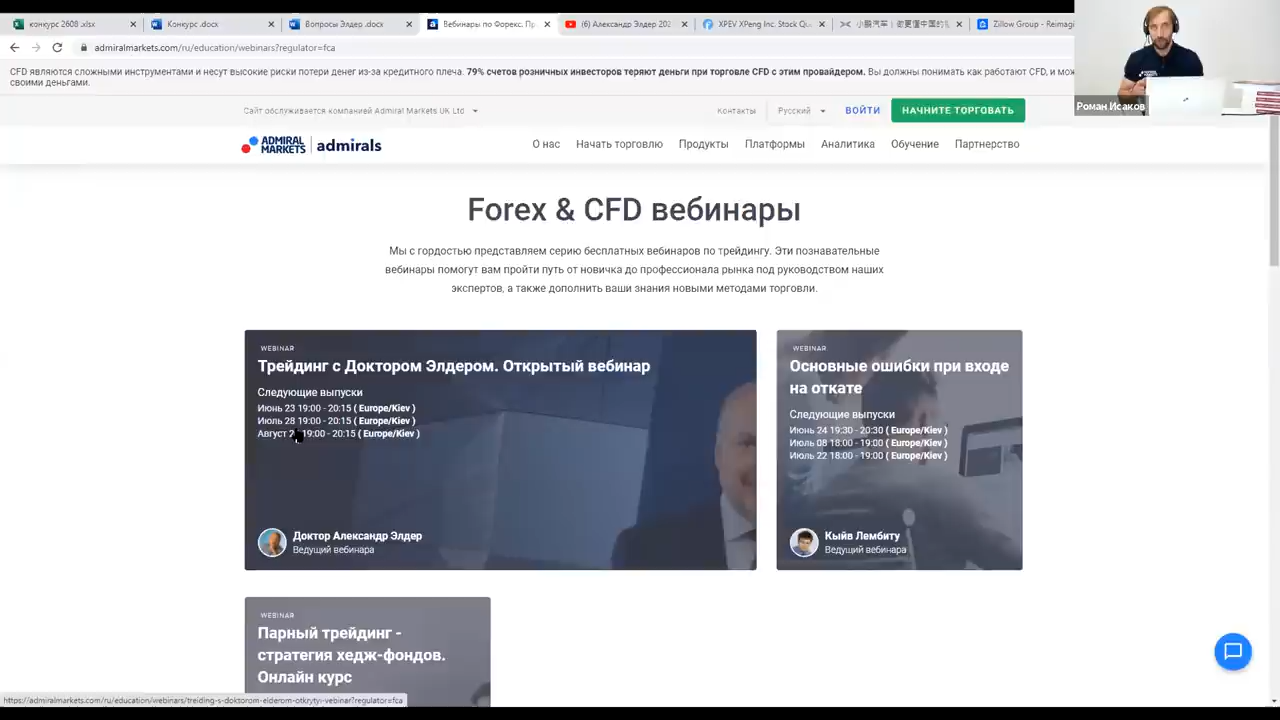 конкурс 2608.xlsx
Конкурс.docx
Вопросы Элдер.docx
Вебинары по Форекс. Пр
(6) Александр Элдер 202
XPEV XPeng Inc. Stock Qu
Zillow Group - Reimagi
admiralmarkets.com/ru/education/webinars?regulator=fca
CFD являются сложными инструментами и несут высокие риски потери денег из-за кредитного плеча. 79% счетов розничных инвесторов теряют деньги при торговле CFD с этим провайдером. Вы должны понимать как работают CFD, и мож
своими деньгами.
Роман Исаков
Сайт обслуживается компанией Admiral Markets UK Ltd
Контакты
Русский
ВОЙТИ
НАЧНИТЕ ТОРГОВАТЬ
ADMIRAL MARKETS
admirals
О нас
Начать торговлю
Продукты
Платформы
Аналитика
Обучение
Партнерство
Forex & CFD вебинары
Мы с гордостью представляем серию бесплатных вебинаров по трейдингу. Эти познавательные
вебинары помогут вам пройти путь от новичка до профессионала рынка под руководством наших
экспертов, а также дополнить ваши знания новыми методами торговли.
WEBINAR
Трейдинг с Доктором Элдером. Открытый вебинар
Следующие выпуски
Июнь 23 19:00 - 20:15 ( Europe/Kiev )
Июль 28 19:00 - 20:15 ( Europe/Kiev )
Август 19:00 - 20:15 ( Europe/Kiev )
Доктор Александр Элдер
Ведущий вебинара
WEBINAR
Основные ошибки при входе
на откате
Следующие выпуски
Июнь 24 19:30 - 20:30 ( Europe/Kiev )
Июль 08 18:00 - 19:00 ( Europe/Kiev )
Июль 22 18:00 - 19:00 ( Europe/Kiev )
Кыйв Лембиту
Ведущий вебинара
WEBINAR
Парный трейдинг -
стратегия хедж-фондов.
Онлайн курс
https://admiralmarkets.com/ru/education/webinars/treiding-s-doktorom-elderom-otkrytyi-vebinar?regulator=fca